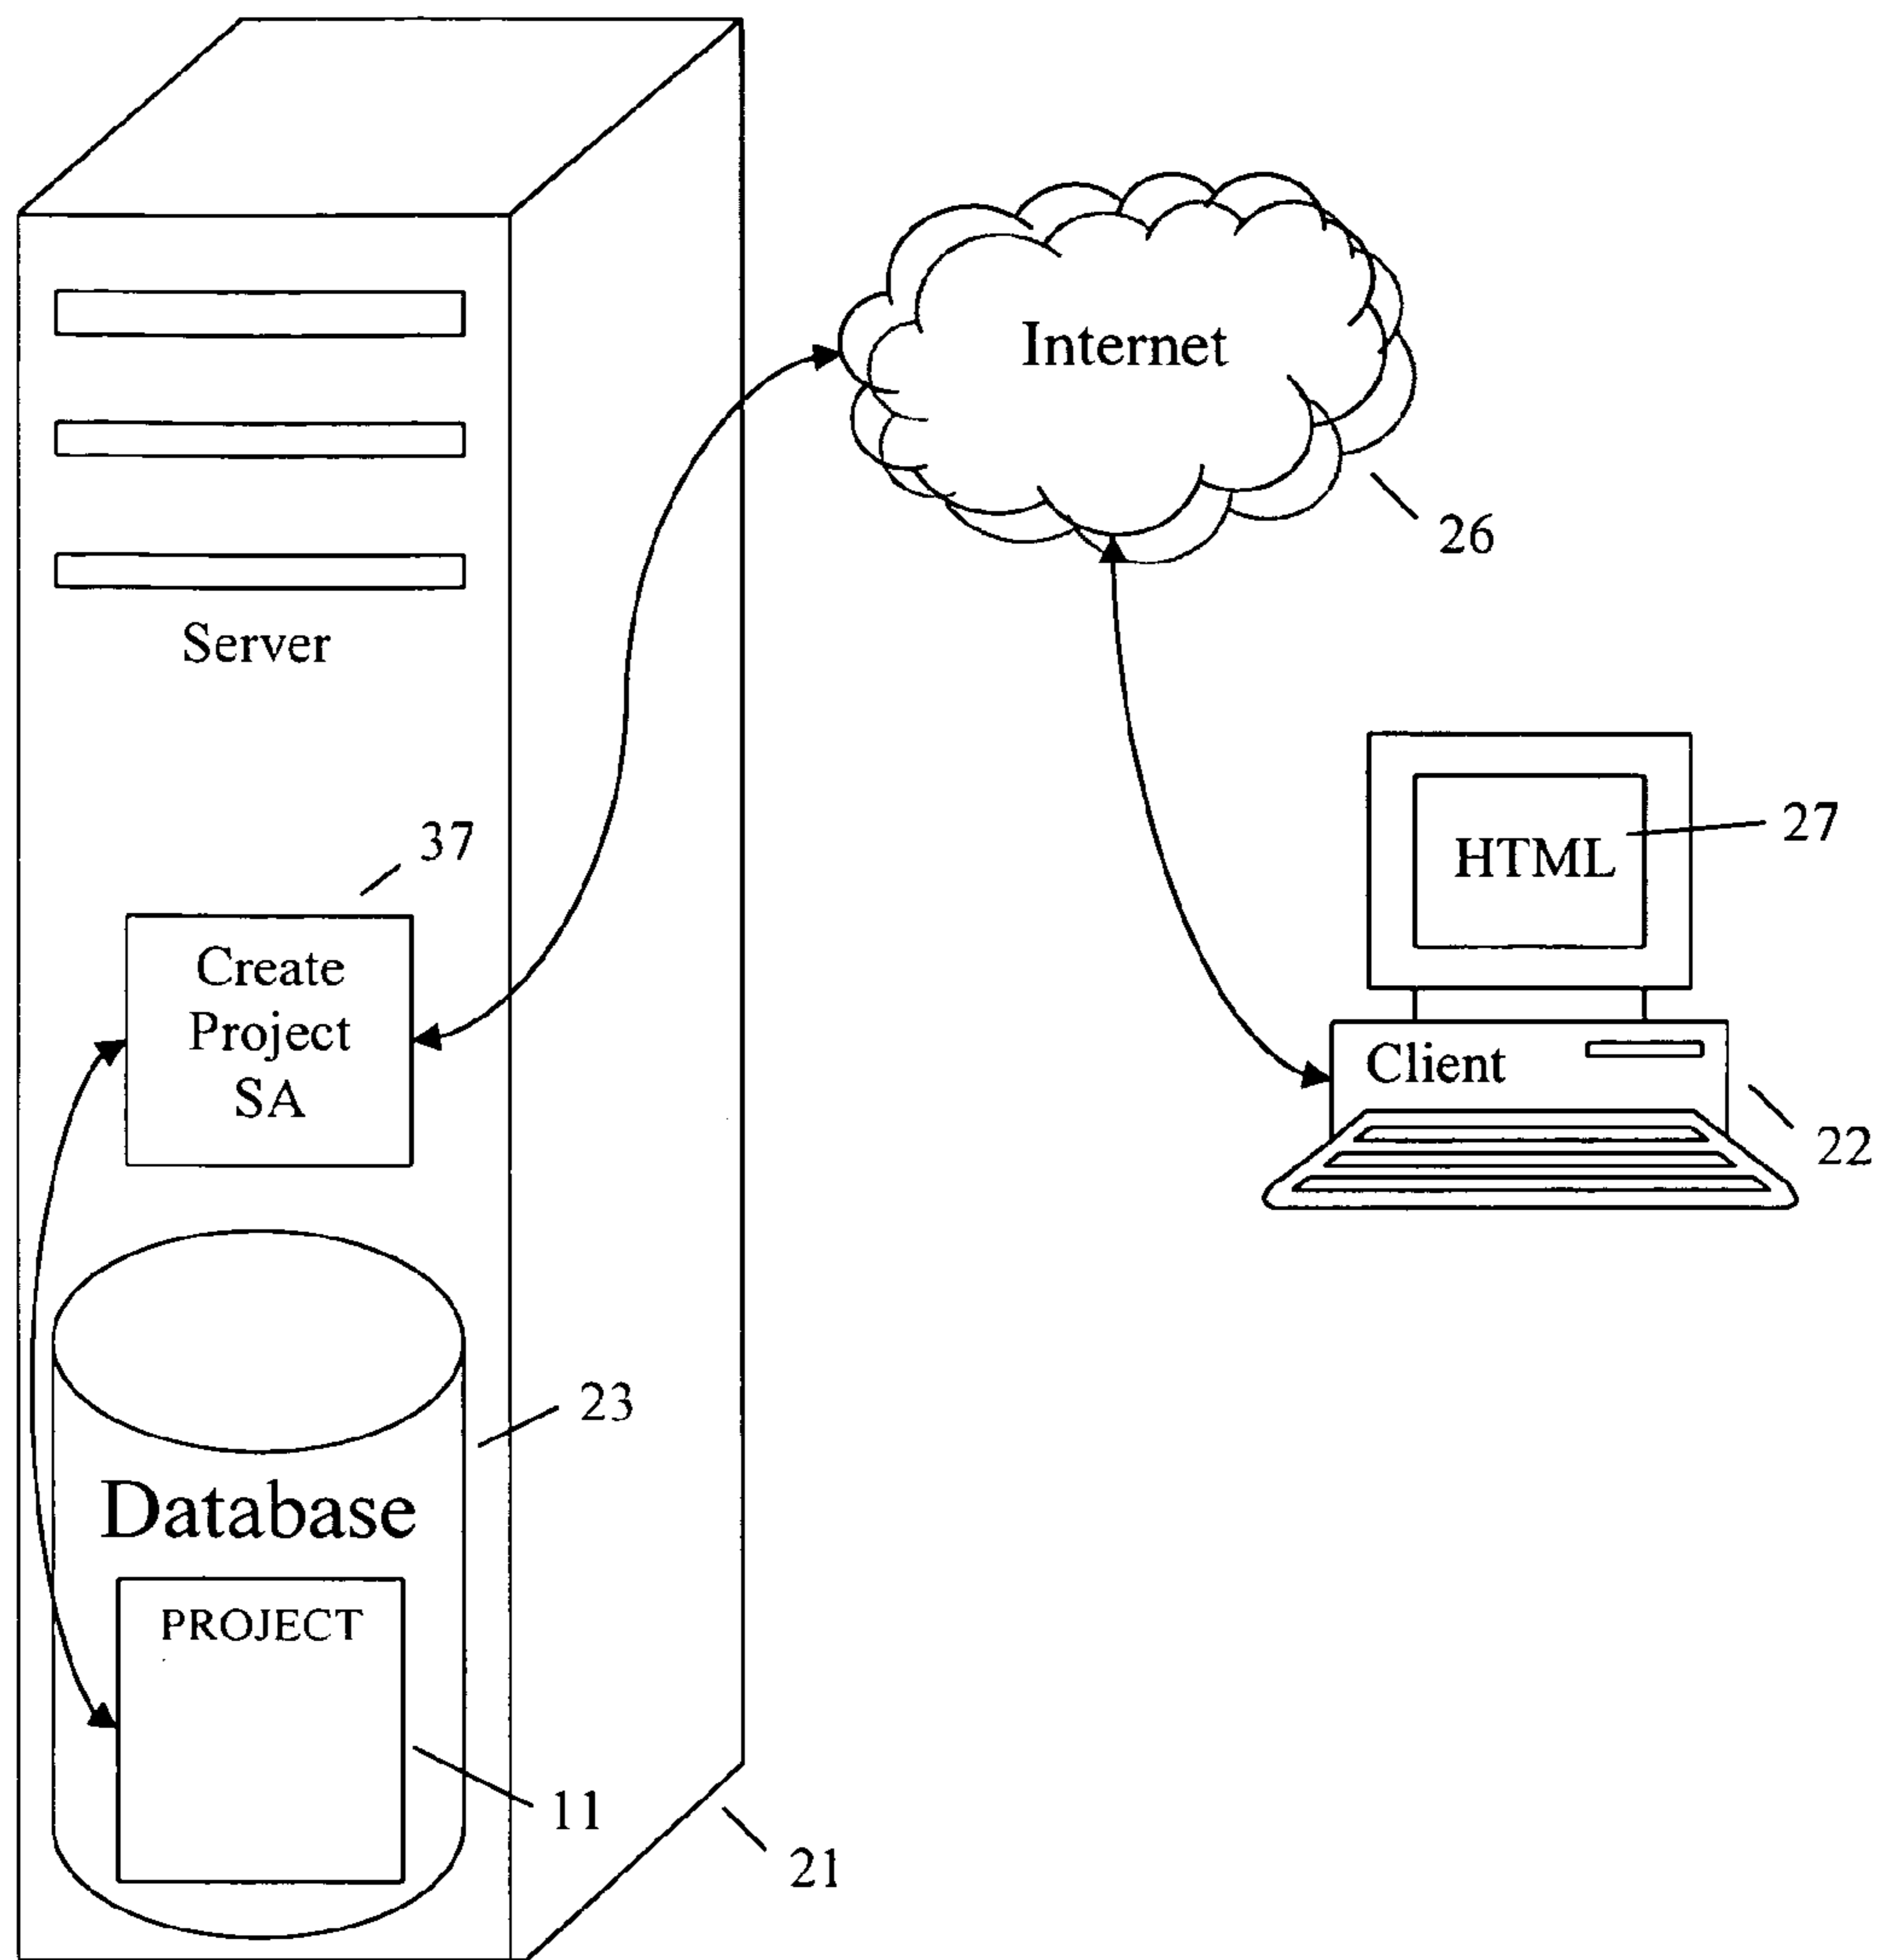 Internet
26
Server
HTML
27
37
Create
Project
SA
Client
22
23
Database
PROJECT
11
21